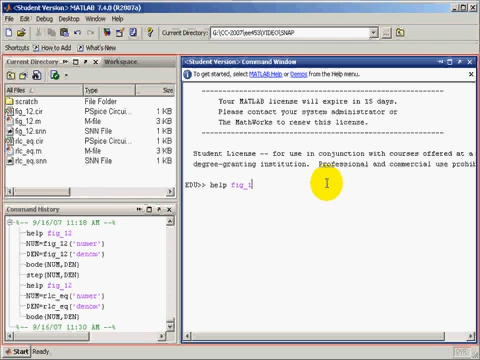 <Student Version> MATLAB 7.4.0 (R2007a)
File Edit Debug Desktop Window Help
Current Directory: G:\CC-2007\ee453\VIDEO\SNAP
Shortcuts How to Add What's New
Current Directory Workspace
All Files Type Size
scratch File Folder
fig_12.cir PSpice Circui... 1 KB
fig_12.m M-file 3 KB
fig_12.snn SNN File 1 KB
rlc_eq.cir PSpice Circui... 1 KB
rlc_eq.m M-file 3 KB
rlc_eq.snn SNN File 1 KB
Command History
%-- 9/16/07 11:18 AM --%
help fig_12
NUM=fig_12('numer')
DEN=fig_12('denom')
bode(NUM,DEN)
step(NUM,DEN)
help fig_12
NUM=rlc_eq('numer')
DEN=rlc_eq('denom')
bode(NUM,DEN)
%-- 9/16/07 11:30 AM --%
<Student Version> Command Window
To get started, select MATLAB Help or Demos from the Help menu.
Your MATLAB license will expire in 15 days.
Please contact your system administrator or
The MathWorks to renew this license.
Student License -- for use in conjunction with courses offered at a
degree-granting institution. Professional and commercial use prohib
EDU>> help fig_1
Start Ready
OVR